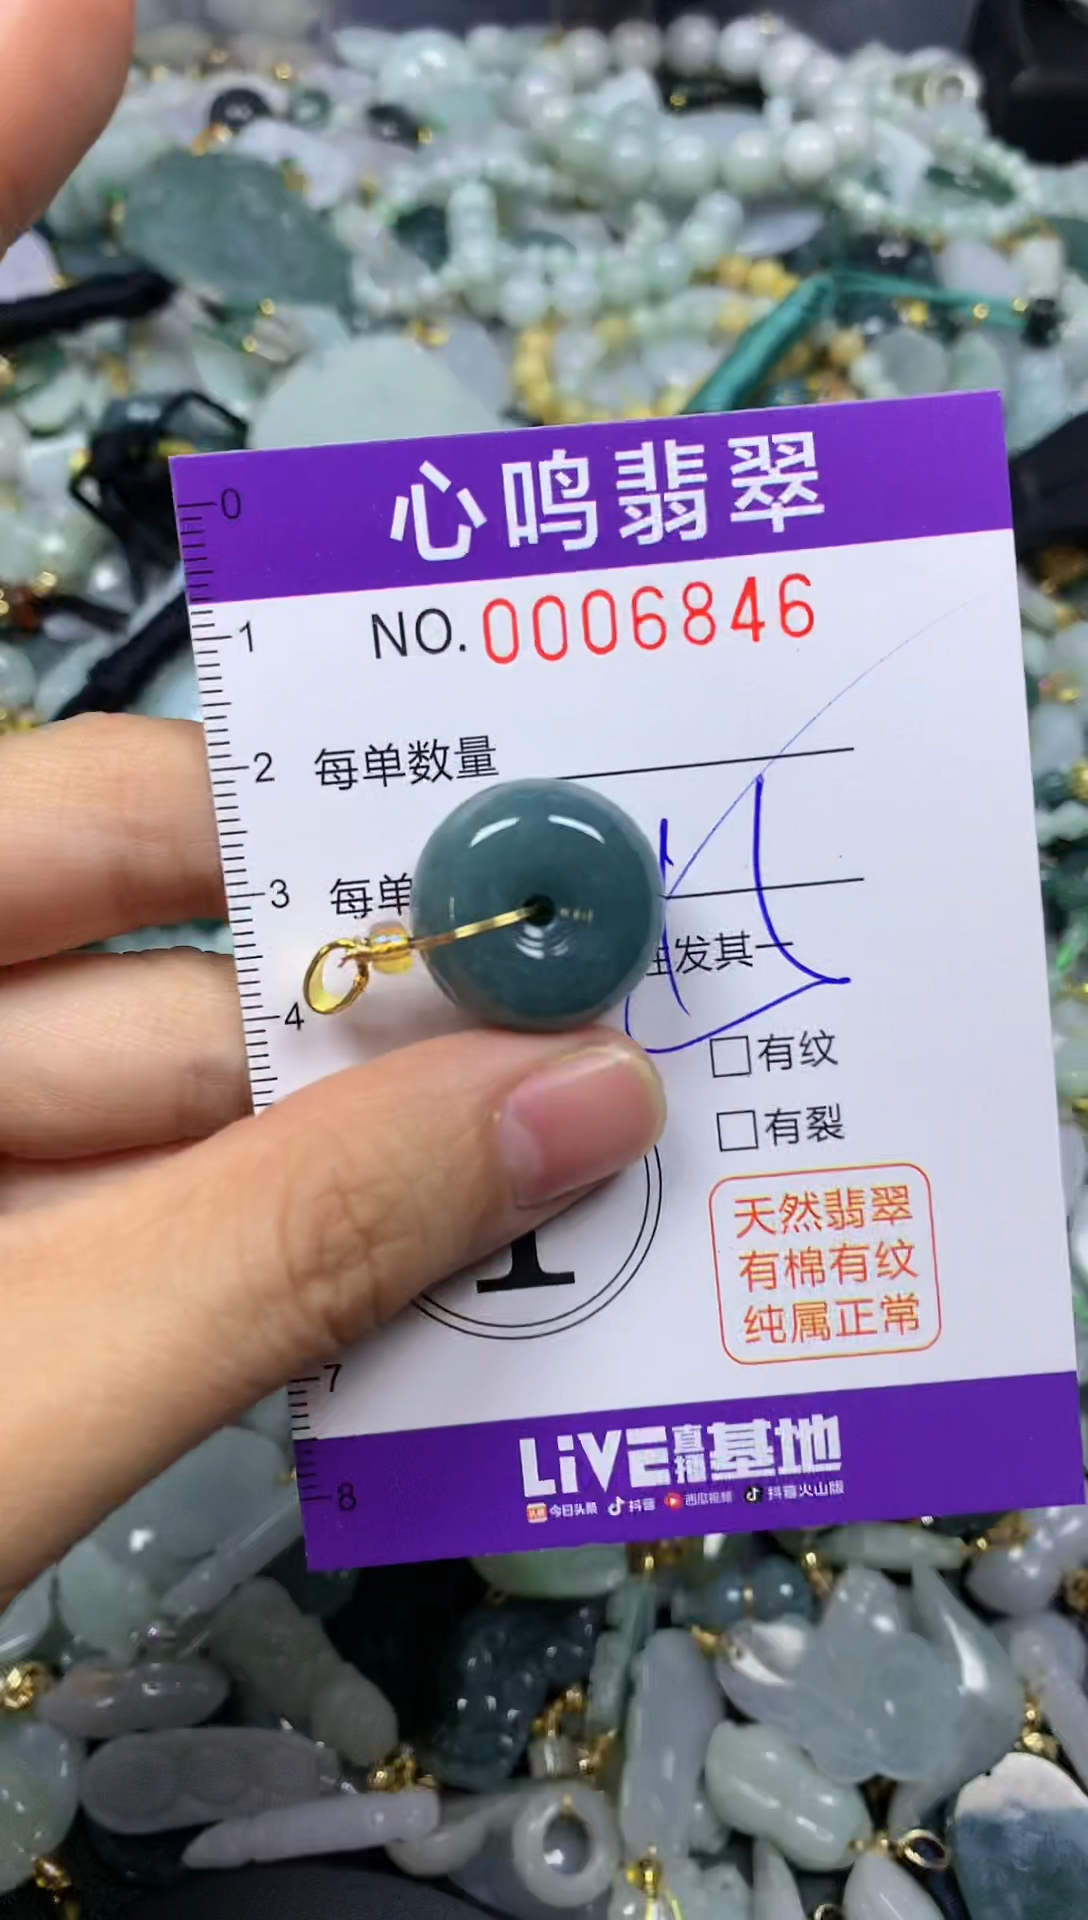 心鸣翡翠
NO.0006846
0
1
2
3
4
7
8
每单数量
每单
发其一
有纹
有裂
1
天然翡翠
有棉有纹
纯属正常
LiVE直播基地
头条 今日头条 抖音 西瓜视频 抖音火山版